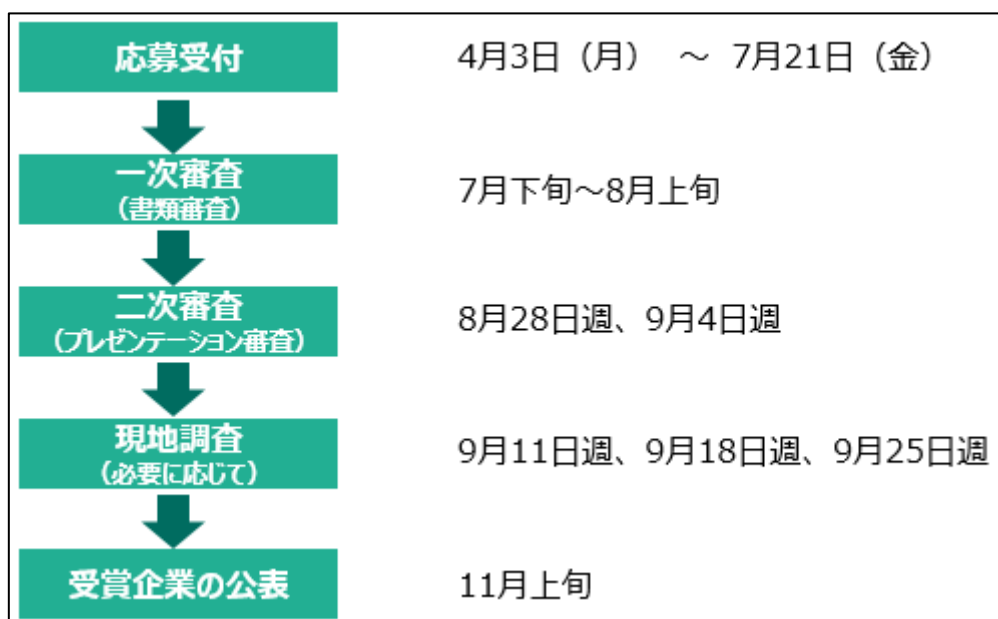 応募受付
4月3日（月） ～ 7月21日（金）
一次審査
（書類審査）
7月下旬～8月上旬
二次審査
（プレゼンテーション審査）
8月28日週、9月4日週
現地調査
（必要に応じて）
9月11日週、9月18日週、9月25日週
受賞企業の公表
11月上旬